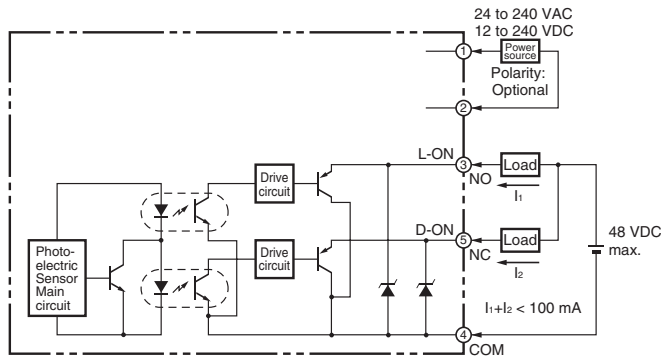 24 to 240 VAC
12 to 240 VDC
1
Power
source
Polarity:
Optional
2
L-ON
3
Load
NO
I1
Drive
circuit
D-ON
5
Load
NC
I2
48 VDC
max.
Drive
circuit
Photo-
electric
Sensor
Main
circuit
I1+I2 < 100 mA
4
COM